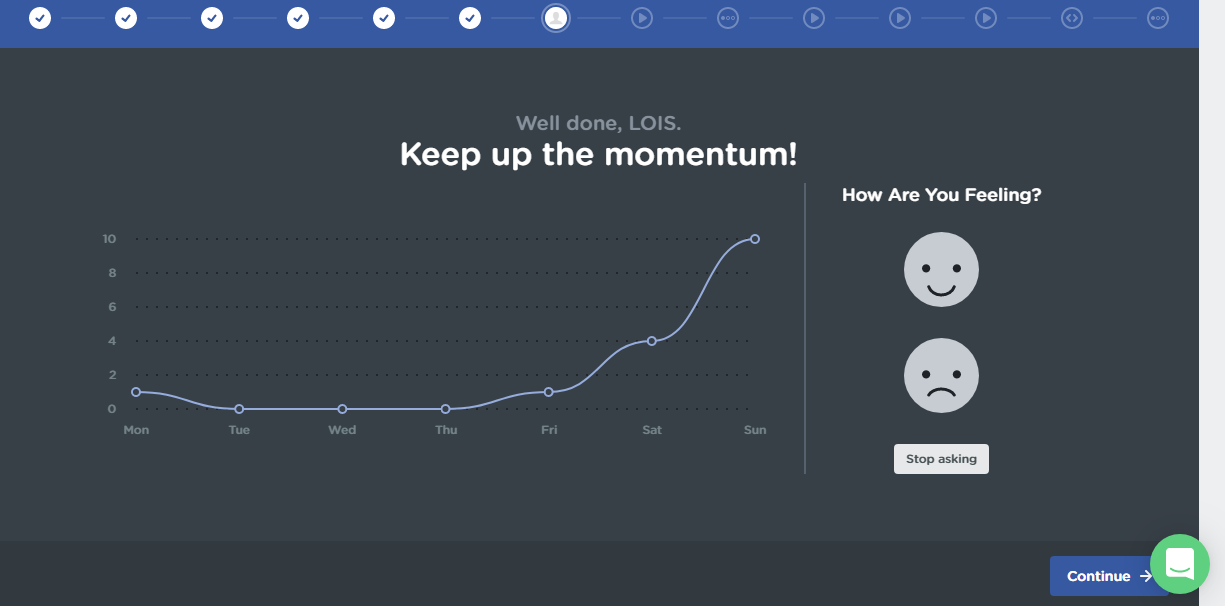 Well done, LOIS.
Keep up the momentum!
How Are You Feeling?
10
8
6
4
2
0
Mon Tue Wed Thu Fri Sat Sun
Stop asking
Continue →